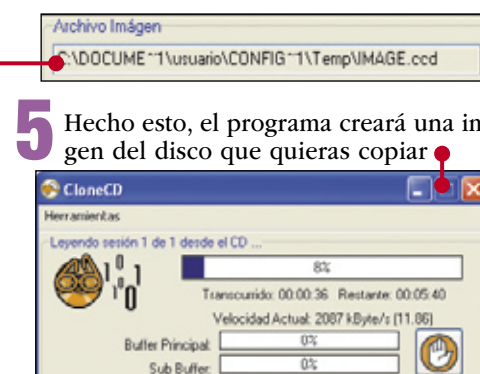 Archivo Imágen
C:\DOCUME~1\usuario\CONFIG~1\Temp\IMAGE.ccd
5 Hecho esto, el programa creará una im
gen del disco que quieras copiar
CloneCD
Herramientas
Leyendo sesión 1 de 1 desde el CD ...
8%
Transcurrido: 00:00:36 Restante: 00:05:40
Velocidad Actual: 2087 kByte/s (11.86)
Buffer Principal: 0%
Sub Buffer: 0%